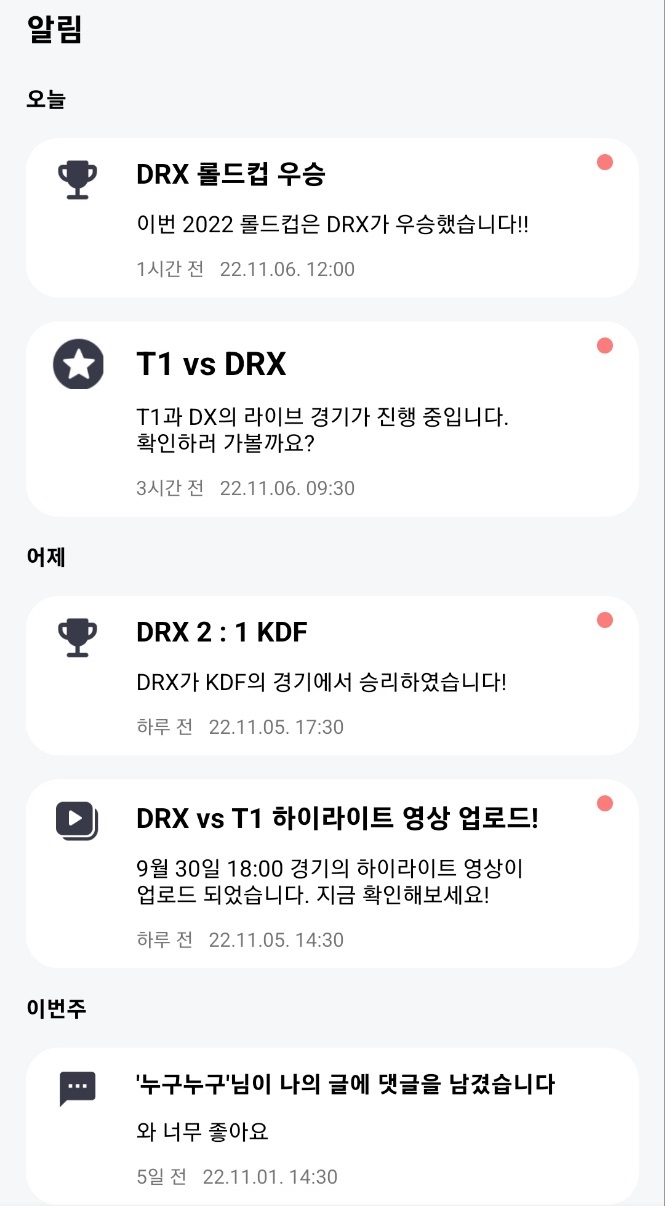 알림
오늘
DRX 롤드컵 우승
이번 2022 롤드컵은 DRX가 우승했습니다!!
1시간 전 22.11.06. 12:00
T1 vs DRX
T1과 DX의 라이브 경기가 진행 중입니다.
확인하러 가볼까요?
3시간 전 22.11.06. 09:30
어제
DRX 2 : 1 KDF
DRX가 KDF의 경기에서 승리하였습니다!
하루 전 22.11.05. 17:30
DRX vs T1 하이라이트 영상 업로드!
9월 30일 18:00 경기의 하이라이트 영상이
업로드 되었습니다. 지금 확인해보세요!
하루 전 22.11.05. 14:30
이번주
'누구누구'님이 나의 글에 댓글을 남겼습니다
와 너무 좋아요
5일 전 22.11.01. 14:30